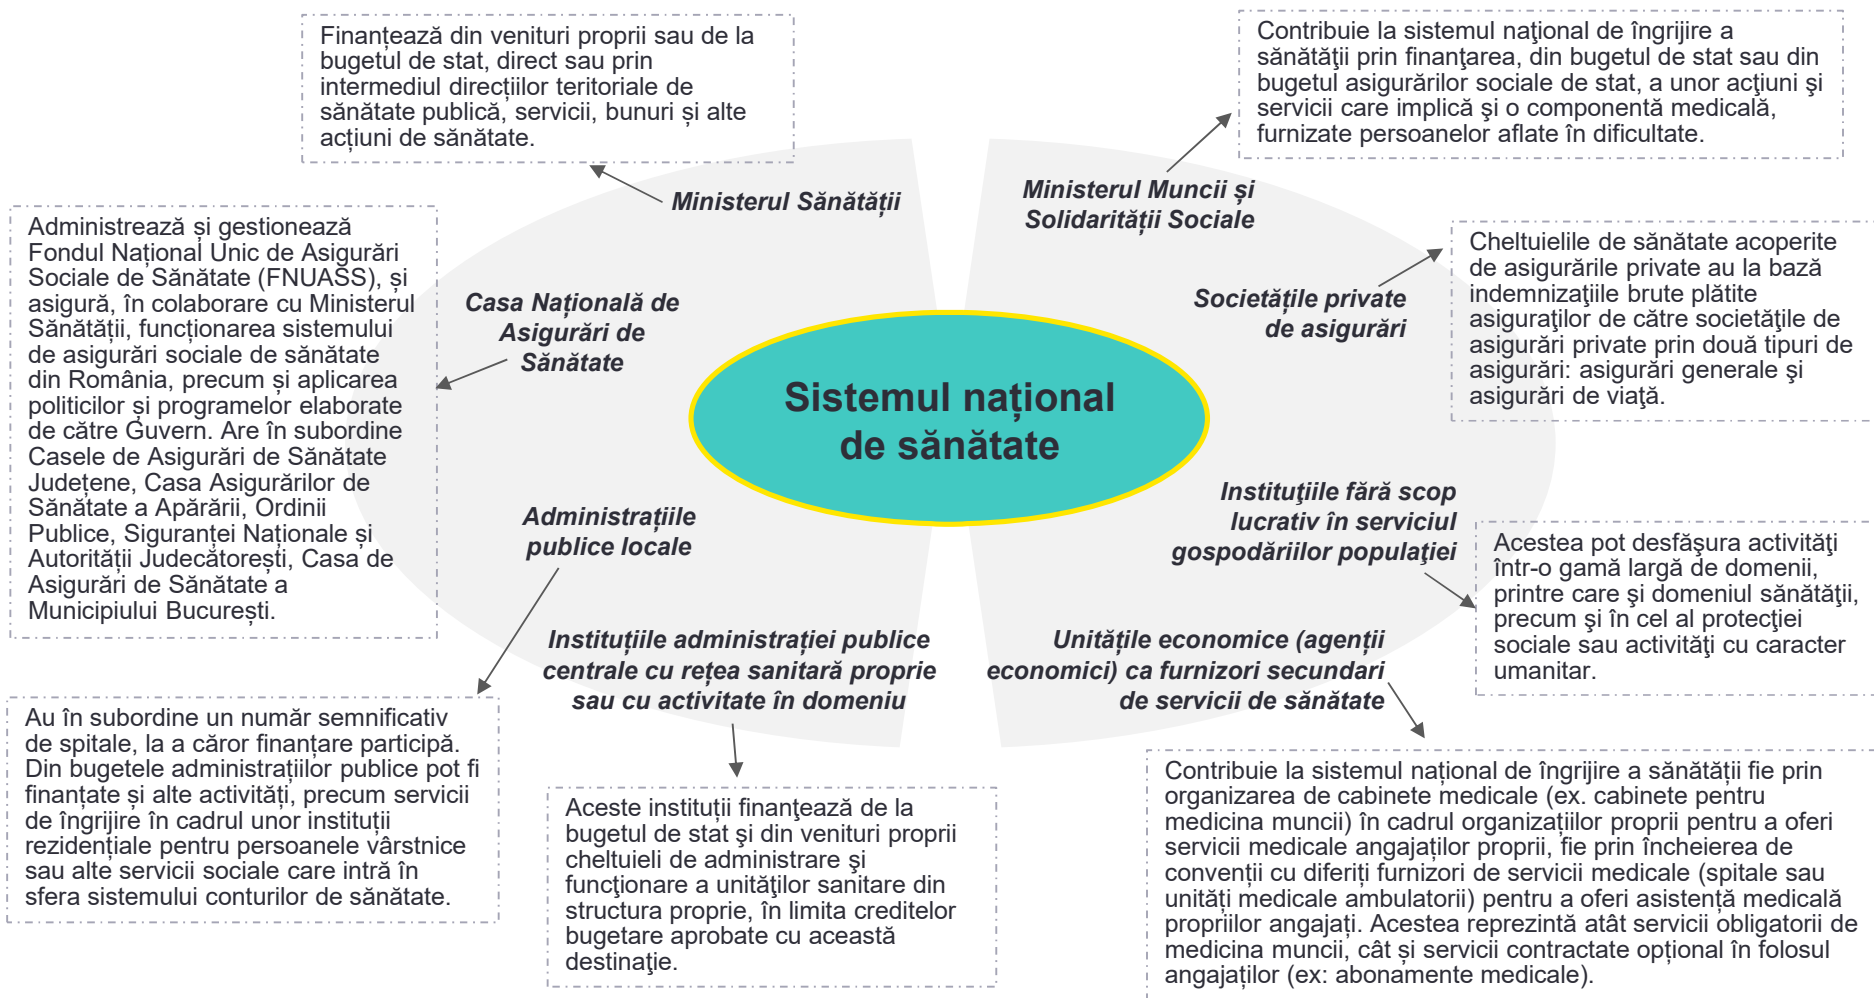 Finanțează din venituri proprii sau de la
bugetul de stat, direct sau prin
intermediul direcțiilor teritoriale de
sănătate publică, servicii, bunuri și alte
acțiuni de sănătate.
Contribuie la sistemul naţional de îngrijire a
sănătăţii prin finanţarea, din bugetul de stat sau din
bugetul asigurărilor sociale de stat, a unor acţiuni şi
servicii care implică şi o componentă medicală,
furnizate persoanelor aflate în dificultate.
Ministerul Sănătății
Ministerul Muncii și
Solidarității Sociale
Administrează și gestionează
Fondul Național Unic de Asigurări
Sociale de Sănătate (FNUASS), și
asigură, în colaborare cu Ministerul
Sănătății, funcționarea sistemului
de asigurări sociale de sănătate
din România, precum și aplicarea
politicilor și programelor elaborate
de către Guvern. Are în subordine
Casele de Asigurări de Sănătate
Județene, Casa Asigurărilor de
Sănătate a Apărării, Ordinii
Publice, Siguranței Naționale și
Autorității Judecătorești, Casa de
Asigurări de Sănătate a
Municipiului București.
Casa Națională de
Asigurări de
Sănătate
Societățile private
de asigurări
Cheltuielile de sănătate acoperite
de asigurările private au la bază
indemnizaţiile brute plătite
asiguraţilor de către societăţile de
asigurări private prin două tipuri de
asigurări: asigurări generale şi
asigurări de viaţă.
Sistemul național
de sănătate
Administrațiile
publice locale
Instituţiile fără scop
lucrativ în serviciul
gospodăriilor populaţiei
Acestea pot desfăşura activităţi
într-o gamă largă de domenii,
printre care şi domeniul sănătăţii,
precum şi în cel al protecţiei
sociale sau activităţi cu caracter
umanitar.
Instituțiile administrației publice
centrale cu rețea sanitară proprie
sau cu activitate în domeniu
Unitățile economice (agenții
economici) ca furnizori secundari
de servicii de sănătate
Au în subordine un număr semnificativ
de spitale, la a căror finanțare participă.
Din bugetele administrațiilor publice pot fi
finanțate și alte activități, precum servicii
de îngrijire în cadrul unor instituții
rezidențiale pentru persoanele vârstnice
sau alte servicii sociale care intră în
sfera sistemului conturilor de sănătate.
Aceste instituții finanţează de la
bugetul de stat şi din venituri proprii
cheltuieli de administrare şi
funcţionare a unităţilor sanitare din
structura proprie, în limita creditelor
bugetare aprobate cu această
destinaţie.
Contribuie la sistemul național de îngrijire a sănătății fie prin
organizarea de cabinete medicale (ex. cabinete pentru
medicina muncii) în cadrul organizațiilor proprii pentru a oferi
servicii medicale angajaților proprii, fie prin încheierea de
convenții cu diferiți furnizori de servicii medicale (spitale sau
unități medicale ambulatorii) pentru a oferi asistență medicală
propriilor angajați. Acestea reprezintă atât servicii obligatorii de
medicina muncii, cât și servicii contractate opțional în folosul
angajaților (ex: abonamente medicale).